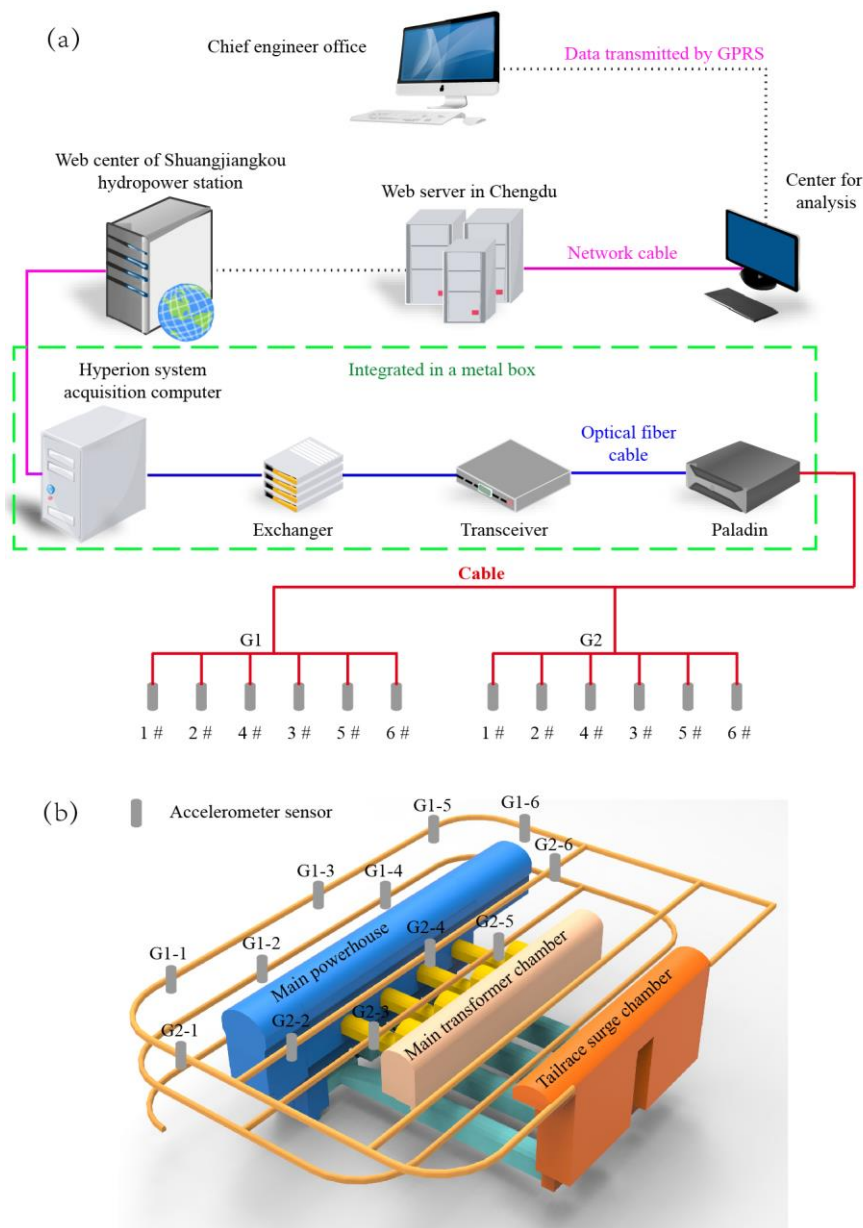 (a)
Chief engineer office
Data transmitted by GPRS
Web center of Shuangjiangkou
hydropower station
Web server in Chengdu
Center for
analysis
Network cable
Hyperion system
acquisition computer
Integrated in a metal box
Optical fiber
cable
Exchanger
Transceiver
Paladin
Cable
G1
G2
1 # 2 # 4 # 3 # 5 # 6 #
1 # 2 # 4 # 3 # 5 # 6 #
(b)
Accelerometer sensor
G1-5
G1-6
G2-6
G1-3
G1-4
G2-4
G2-5
G1-1
G1-2
Main powerhouse
G2-1
G2-2
G2-3
Main transformer chamber
Tailrace surge chamber